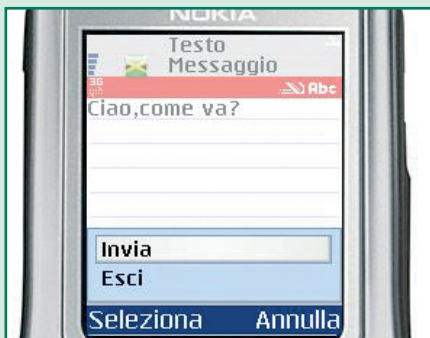 NOKIA
Testo
Messaggio
3G
Abc
Ciao,come va?
Invia
Esci
Seleziona Annulla